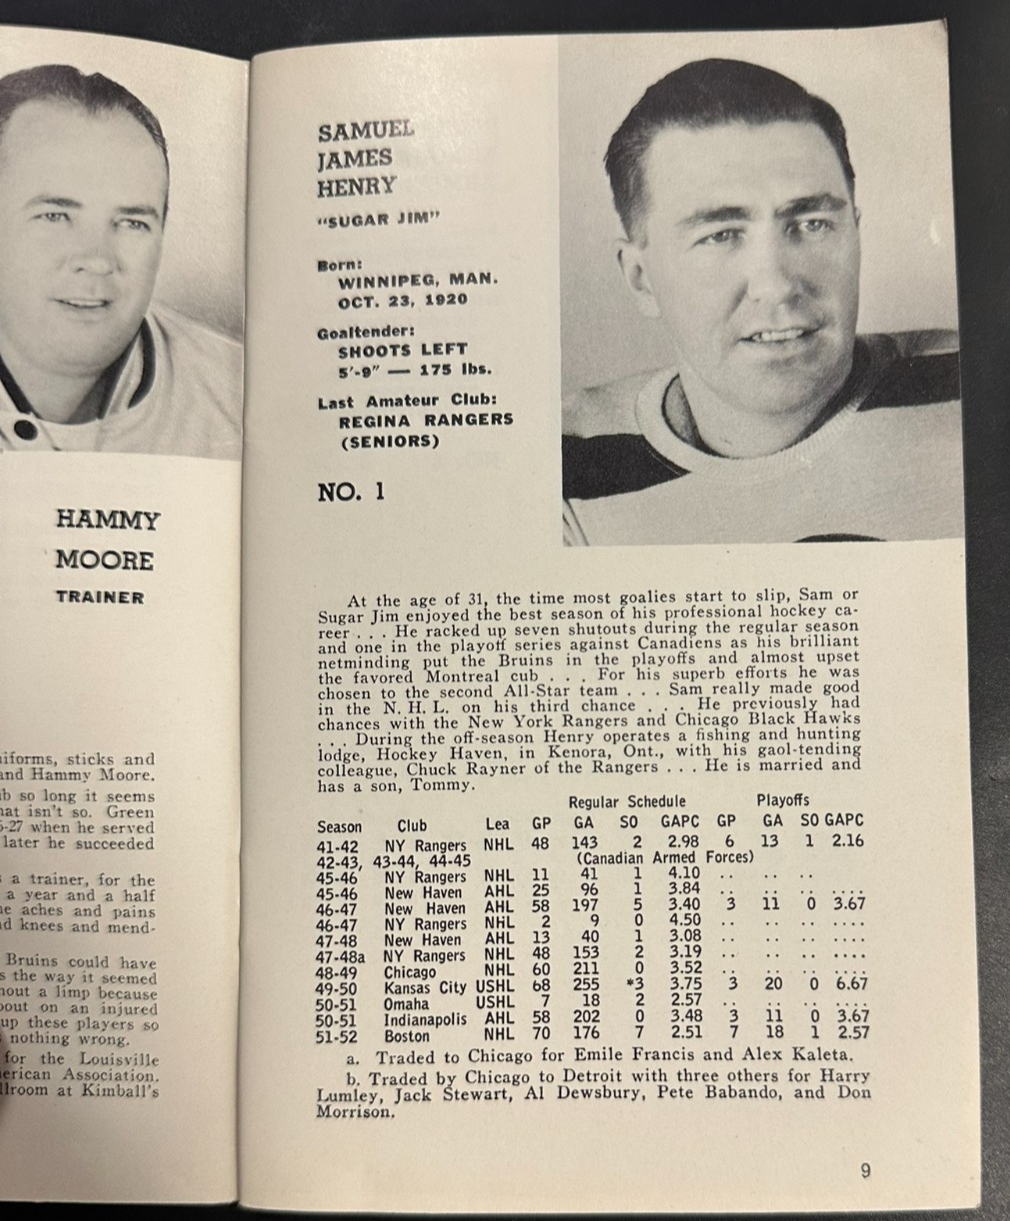 HAMMY
MOORE
TRAINER
iforms, sticks and
and Hammy Moore.
b so long it seems
hat isn't so. Green
-27 when he served
later he succeeded
a trainer, for the
a year and a half
he aches and pains
d knees and mend-
Bruins could have
s the way it seemed
hout a limp because
out on an injured
up these players so
nothing wrong.
for the Louisville
erican Association.
llroom at Kimball's
SAMUEL
JAMES
HENRY
"SUGAR JIM"
Born:
WINNIPEG, MAN.
OCT. 23, 1920
Goaltender:
SHOOTS LEFT
5'-9" — 175 lbs.
Last Amateur Club:
REGINA RANGERS
(SENIORS)
NO. 1
At the age of 31, the time most goalies start to slip, Sam or
Sugar Jim enjoyed the best season of his professional hockey ca-
reer . . . He racked up seven shutouts during the regular season
and one in the playoff series against Canadiens as his brilliant
netminding put the Bruins in the playoffs and almost upset
the favored Montreal cub . . . For his superb efforts he was
chosen to the second All-Star team . . . Sam really made good
in the N. H. L. on his third chance . . . He previously had
chances with the New York Rangers and Chicago Black Hawks
. . . During the off-season Henry operates a fishing and hunting
lodge, Hockey Haven, in Kenora, Ont., with his gaol-tending
colleague, Chuck Rayner of the Rangers . . . He is married and
has a son, Tommy.
Regular Schedule Playoffs
Season Club Lea GP GA SO GAPC GP GA SO GAPC
41-42 NY Rangers NHL 48 143 2 2.98 6 13 1 2.16
42-43, 43-44, 44-45 (Canadian Armed Forces)
45-46 NY Rangers NHL 11 41 1 4.10 .. .. ..
45-46 New Haven AHL 25 96 1 3.84 .. .. .. ....
46-47 New Haven AHL 58 197 5 3.40 3 11 0 3.67
46-47 NY Rangers NHL 2 9 0 4.50 .. .. .. ....
47-48 New Haven AHL 13 40 1 3.08 .. .. .. ....
47-48a NY Rangers NHL 48 153 2 3.19 .. .. .. ....
48-49 Chicago NHL 60 211 0 3.52 .. .. .. ....
49-50 Kansas City USHL 68 255 *3 3.75 3 20 0 6.67
50-51 Omaha USHL 7 18 2 2.57 .. .. .. ....
50-51 Indianapolis AHL 58 202 0 3.48 3 11 0 3.67
51-52 Boston NHL 70 176 7 2.51 7 18 1 2.57
a. Traded to Chicago for Emile Francis and Alex Kaleta.
b. Traded by Chicago to Detroit with three others for Harry
Lumley, Jack Stewart, Al Dewsbury, Pete Babando, and Don
Morrison.
9